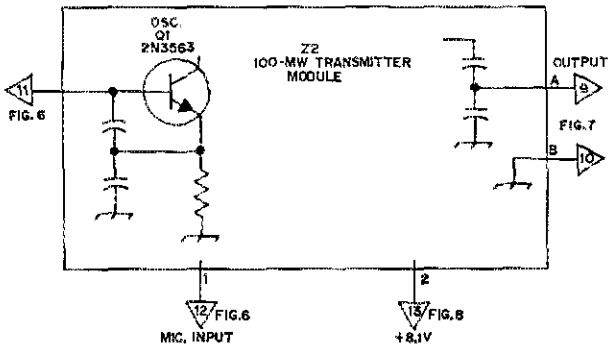 OSC.
Q1
2N3563
Z2
100-MW TRANSMITTER
MODULE
OUTPUT
A
9
11
FIG. 6
FIG. 7
B
10
1
2
12
FIG.6
13
FIG.8
MIC. INPUT
+8.1V